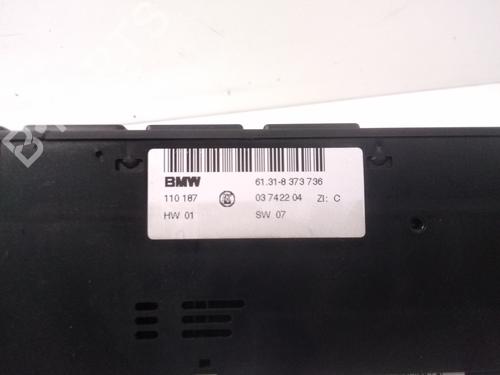 BMW 61.31-8 373 736
110 187 03 7422 04 ZI: C
HW 01 SW 07